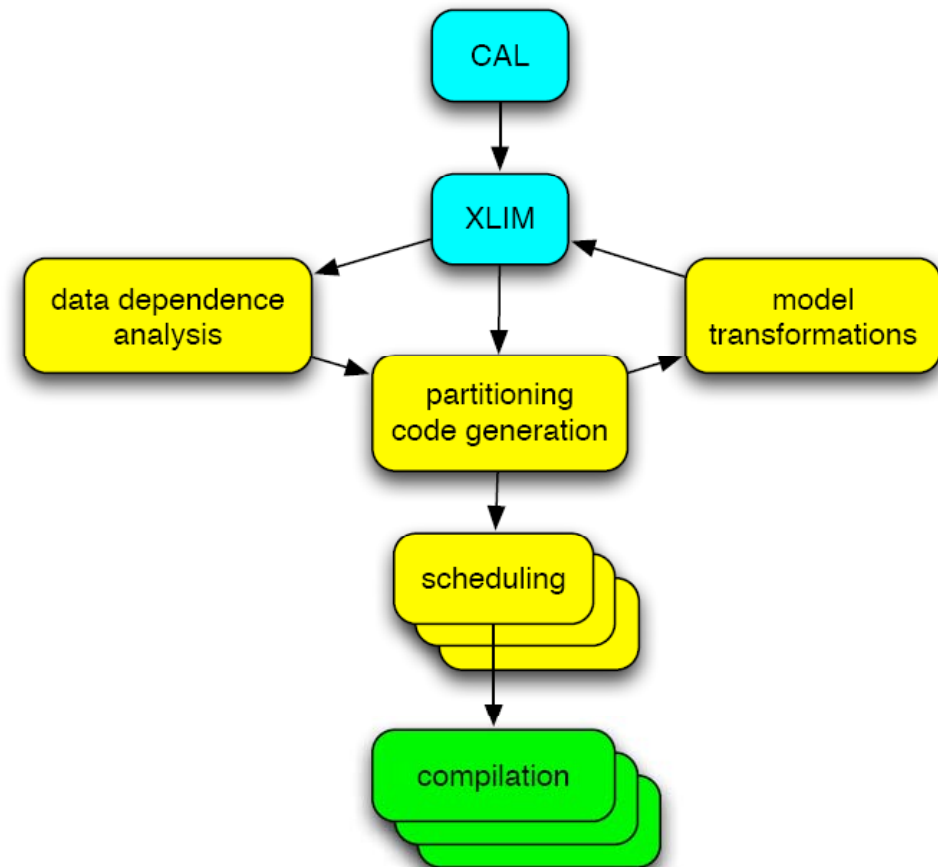 CAL
XLIM
data dependence
analysis
model
transformations
partitioning
code generation
scheduling
compilation